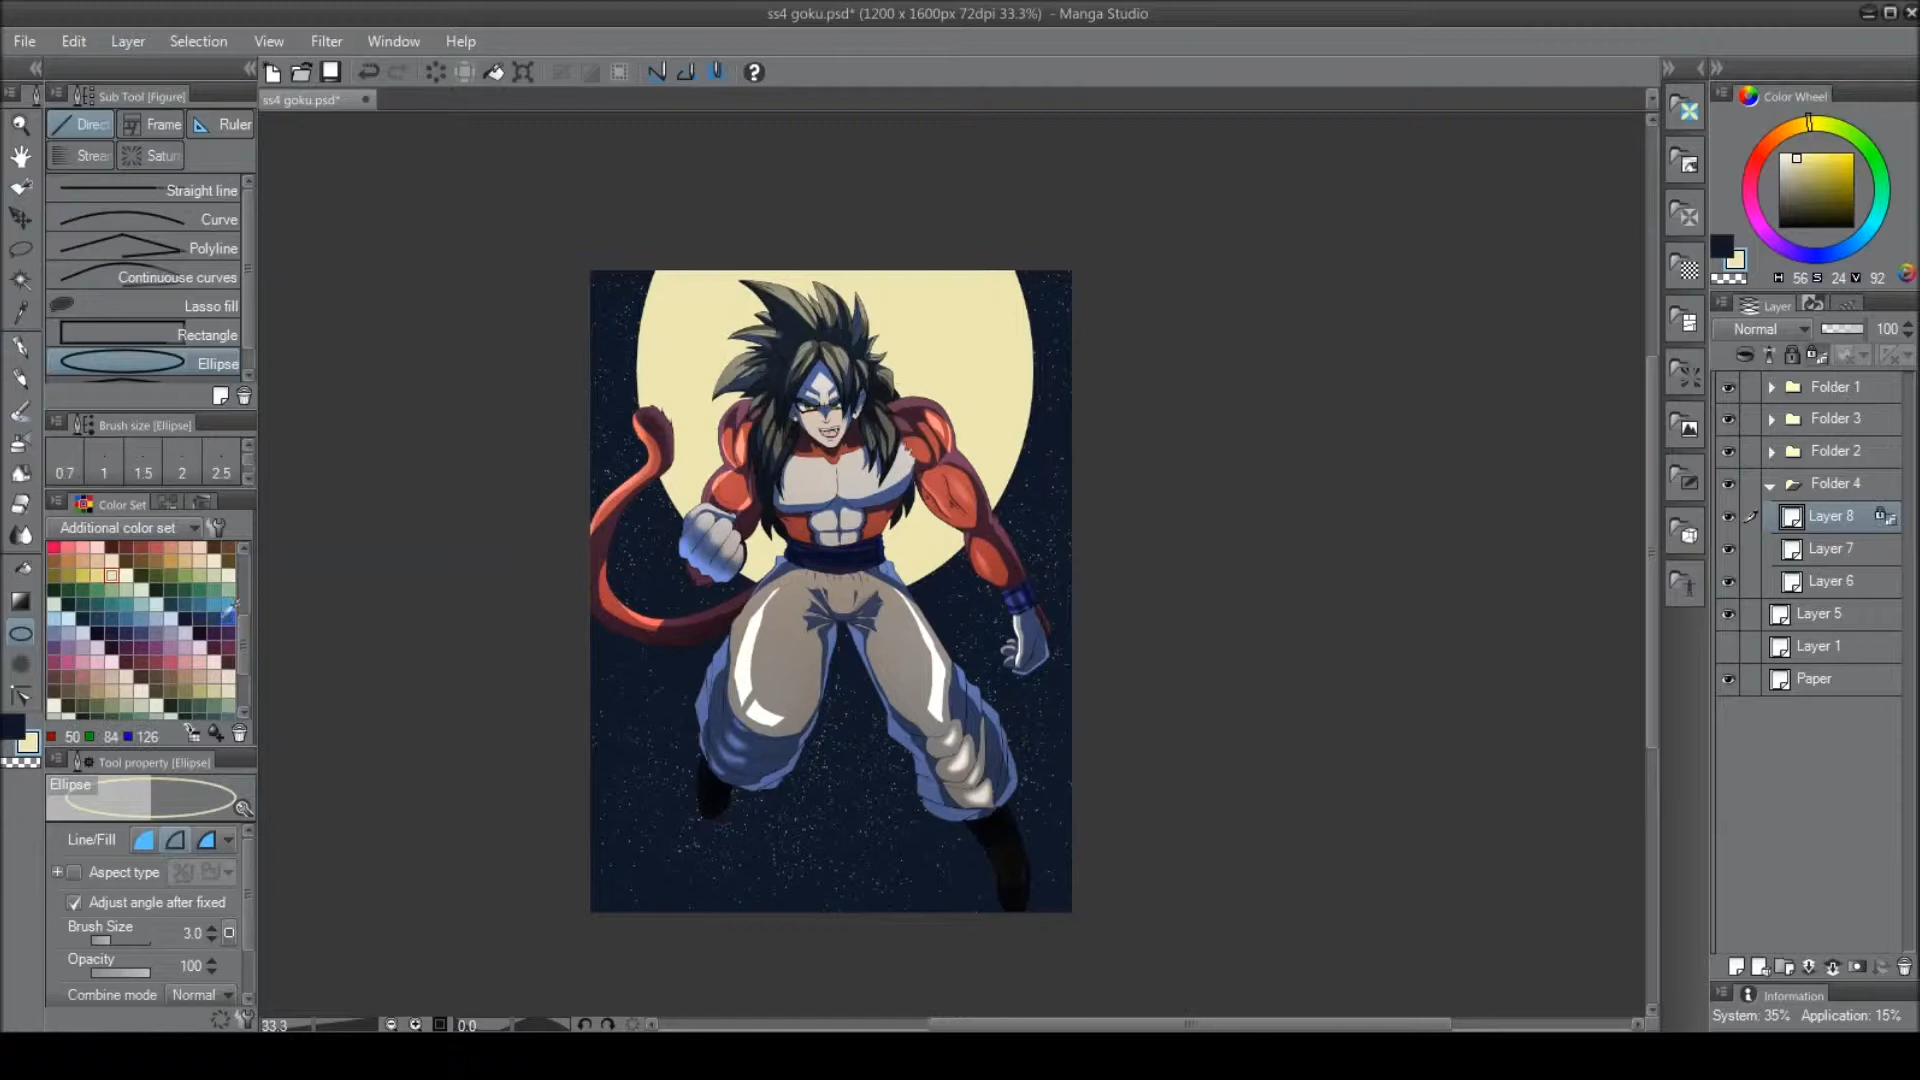 ss4 goku.psd* (1200 x 1600px 72dpi 33.3%) - Manga Studio
File Edit Layer Selection View Filter Window Help
Sub Tool [Figure]
ss4 goku.psd*
Color Wheel
Direc Frame Ruler
Strear Satura
Straight line
Curve
Polyline
Continuous curves
Lasso fill
Rectangle
Ellipse
H 56 S 24 V 92
Layer
Normal 100
Folder 1
Folder 3
Folder 2
Folder 4
Layer 8
Layer 7
Layer 6
Layer 5
Layer 1
Paper
Brush size [Ellipse]
0.7 1 1.5 2 2.5
Color Set
Additional color set
50 84 126
Tool property [Ellipse]
Ellipse
Line/Fill
Aspect type
Adjust angle after fixed
Brush Size 3.0
Opacity 100
Combine mode Normal
33.3 0.0
Information
System: 35% Application: 15%